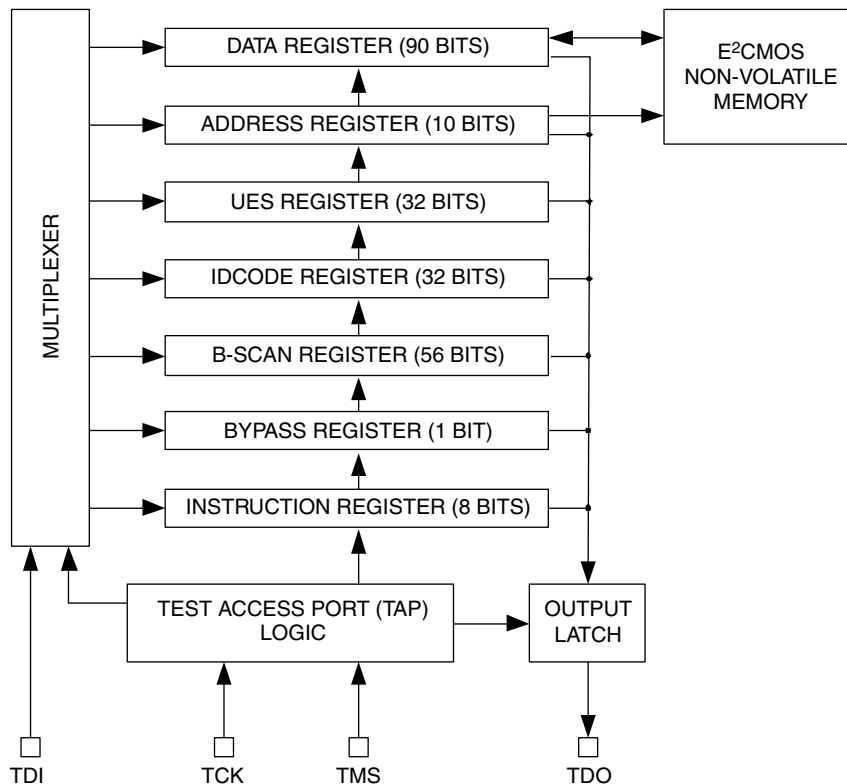 DATA REGISTER (90 BITS)
E²CMOS
NON-VOLATILE
MEMORY
ADDRESS REGISTER (10 BITS)
UES REGISTER (32 BITS)
IDCODE REGISTER (32 BITS)
B-SCAN REGISTER (56 BITS)
BYPASS REGISTER (1 BIT)
INSTRUCTION REGISTER (8 BITS)
MULTIPLEXER
TEST ACCESS PORT (TAP)
LOGIC
OUTPUT
LATCH
TDI
TCK
TMS
TDO